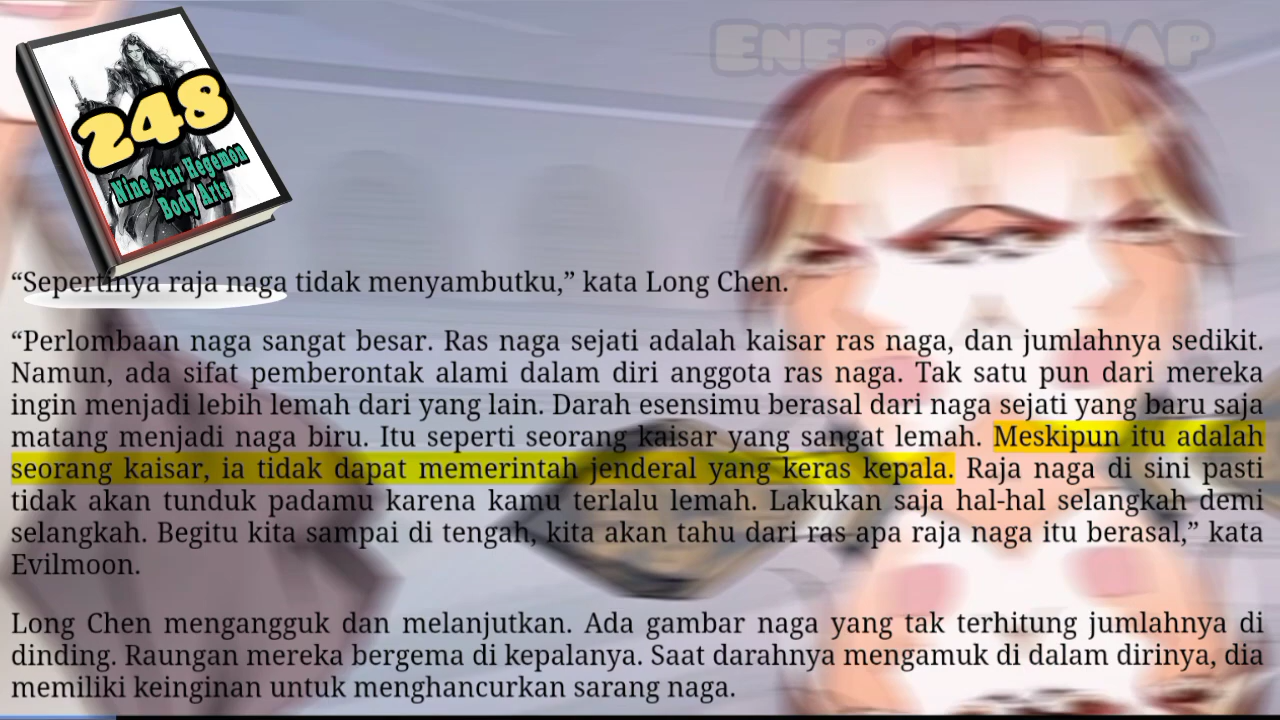 ENERGI GELAP
248
Nine Star Hegemon
Body Arts
“Sepertinya raja naga tidak menyambutku,” kata Long Chen.
“Perlombaan naga sangat besar. Ras naga sejati adalah kaisar ras naga, dan jumlahnya sedikit.
Namun, ada sifat pemberontak alami dalam diri anggota ras naga. Tak satu pun dari mereka
ingin menjadi lebih lemah dari yang lain. Darah esensimu berasal dari naga sejati yang baru saja
matang menjadi naga biru. Itu seperti seorang kaisar yang sangat lemah. Meskipun itu adalah
seorang kaisar, ia tidak dapat memerintah jenderal yang keras kepala. Raja naga di sini pasti
tidak akan tunduk padamu karena kamu terlalu lemah. Lakukan saja hal-hal selangkah demi
selangkah. Begitu kita sampai di tengah, kita akan tahu dari ras apa raja naga itu berasal,” kata
Evilmoon.
Long Chen mengangguk dan melanjutkan. Ada gambar naga yang tak terhitung jumlahnya di
dinding. Raungan mereka bergema di kepalanya. Saat darahnya mengamuk di dalam dirinya, dia
memiliki keinginan untuk menghancurkan sarang naga.